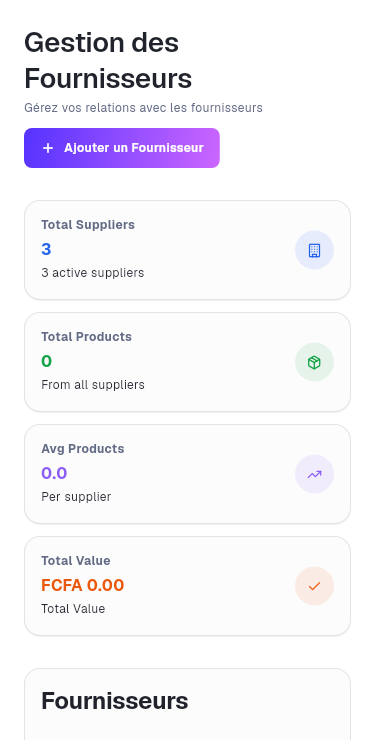 Gestion des
Fournisseurs
Gérez vos relations avec les fournisseurs
Ajouter un Fournisseur
Total Suppliers
3
3 active suppliers
Total Products
0
From all suppliers
Avg Products
0.0
Per supplier
Total Value
FCFA 0.00
Total Value
Fournisseurs